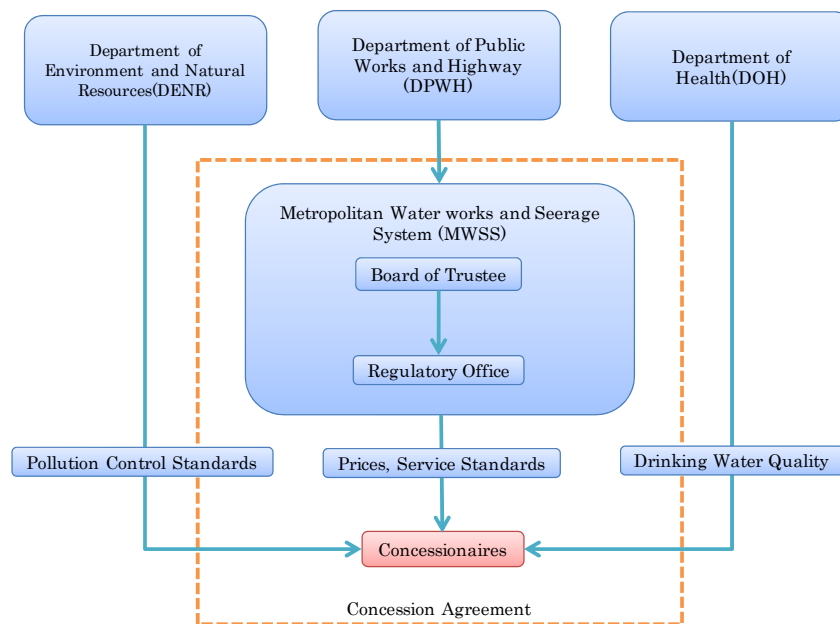 Department of
Environment and Natural
Resources(DENR)
Department of Public
Works and Highway
(DPWH)
Department of
Health(DOH)
Metropolitan Water works and Seerage
System (MWSS)
Board of Trustee
Regulatory Office
Pollution Control Standards
Prices, Service Standards
Drinking Water Quality
Concessionaires
Concession Agreement